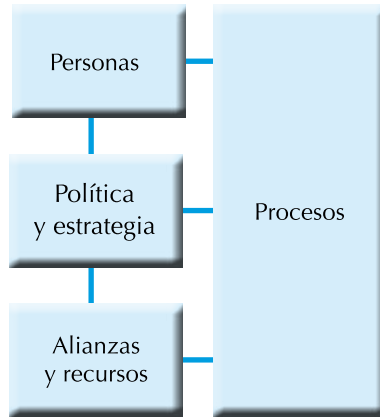 Personas
Política
y estrategia
Procesos
Alianzas
y recursos